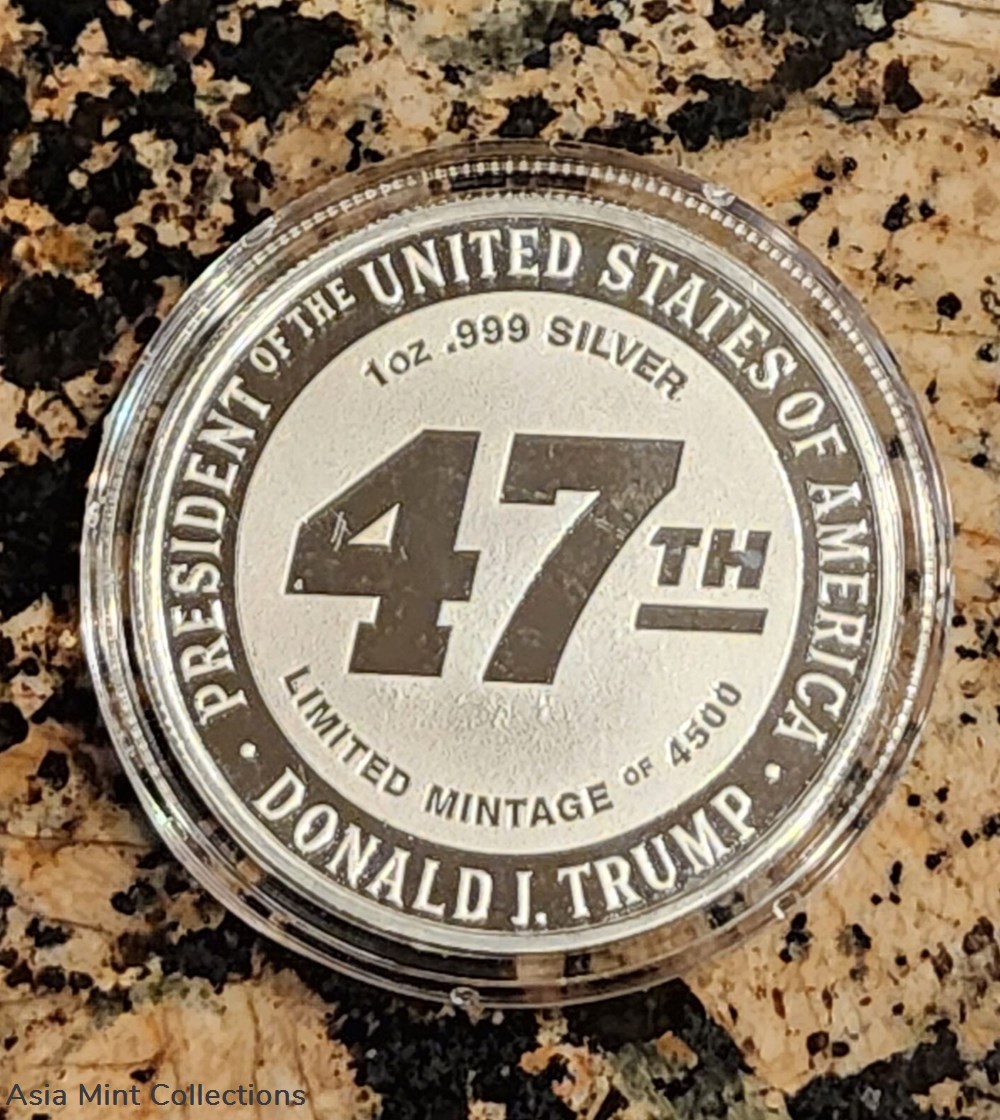 PRESIDENT OF THE UNITED STATES OF AMERICA
1oz .999 SILVER
47TH
LIMITED MINTAGE OF 4500
• DONALD J. TRUMP •
Asia Mint Collections